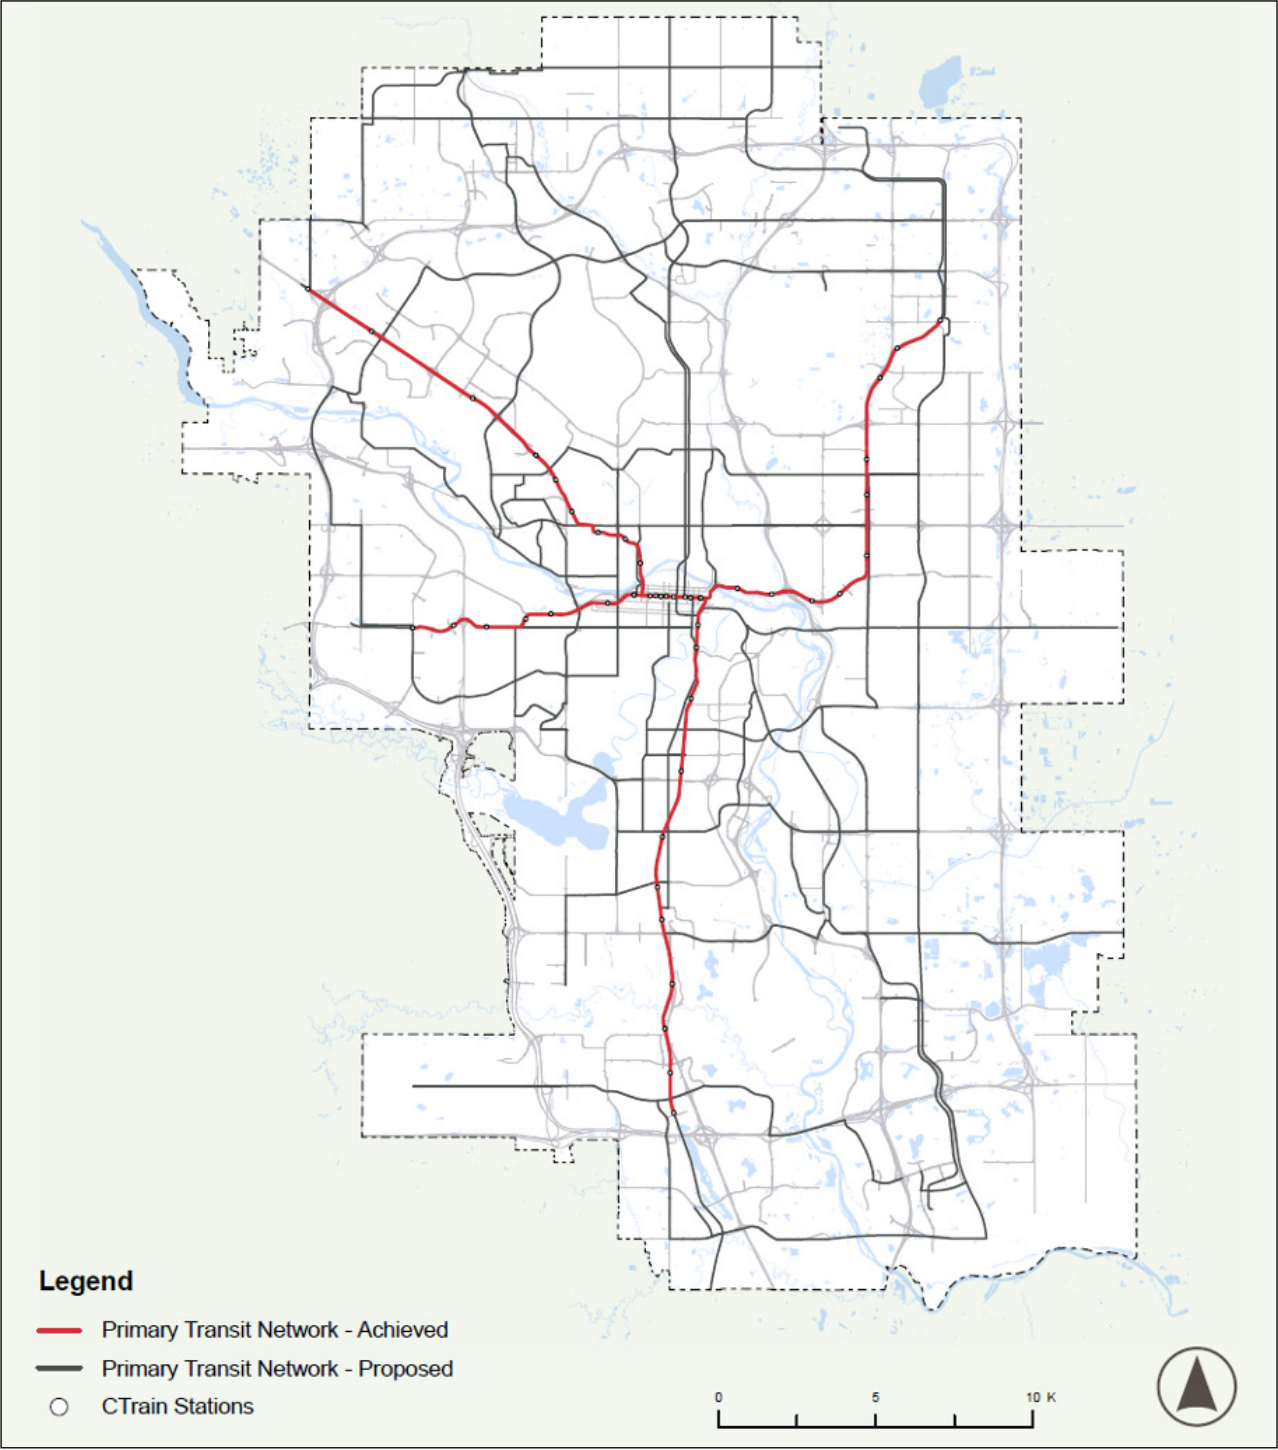 Legend
Primary Transit Network - Achieved
Primary Transit Network - Proposed
CTrain Stations
0 5 10 K